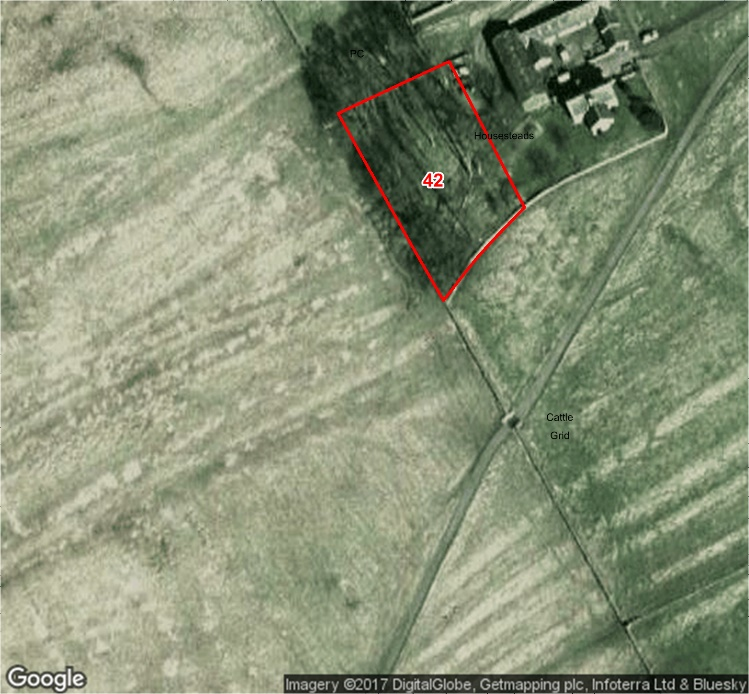 PC
Housesteads
42
Cattle
Grid
Google
Imagery ©2017 DigitalGlobe, Getmapping plc, Infoterra Ltd & Bluesky